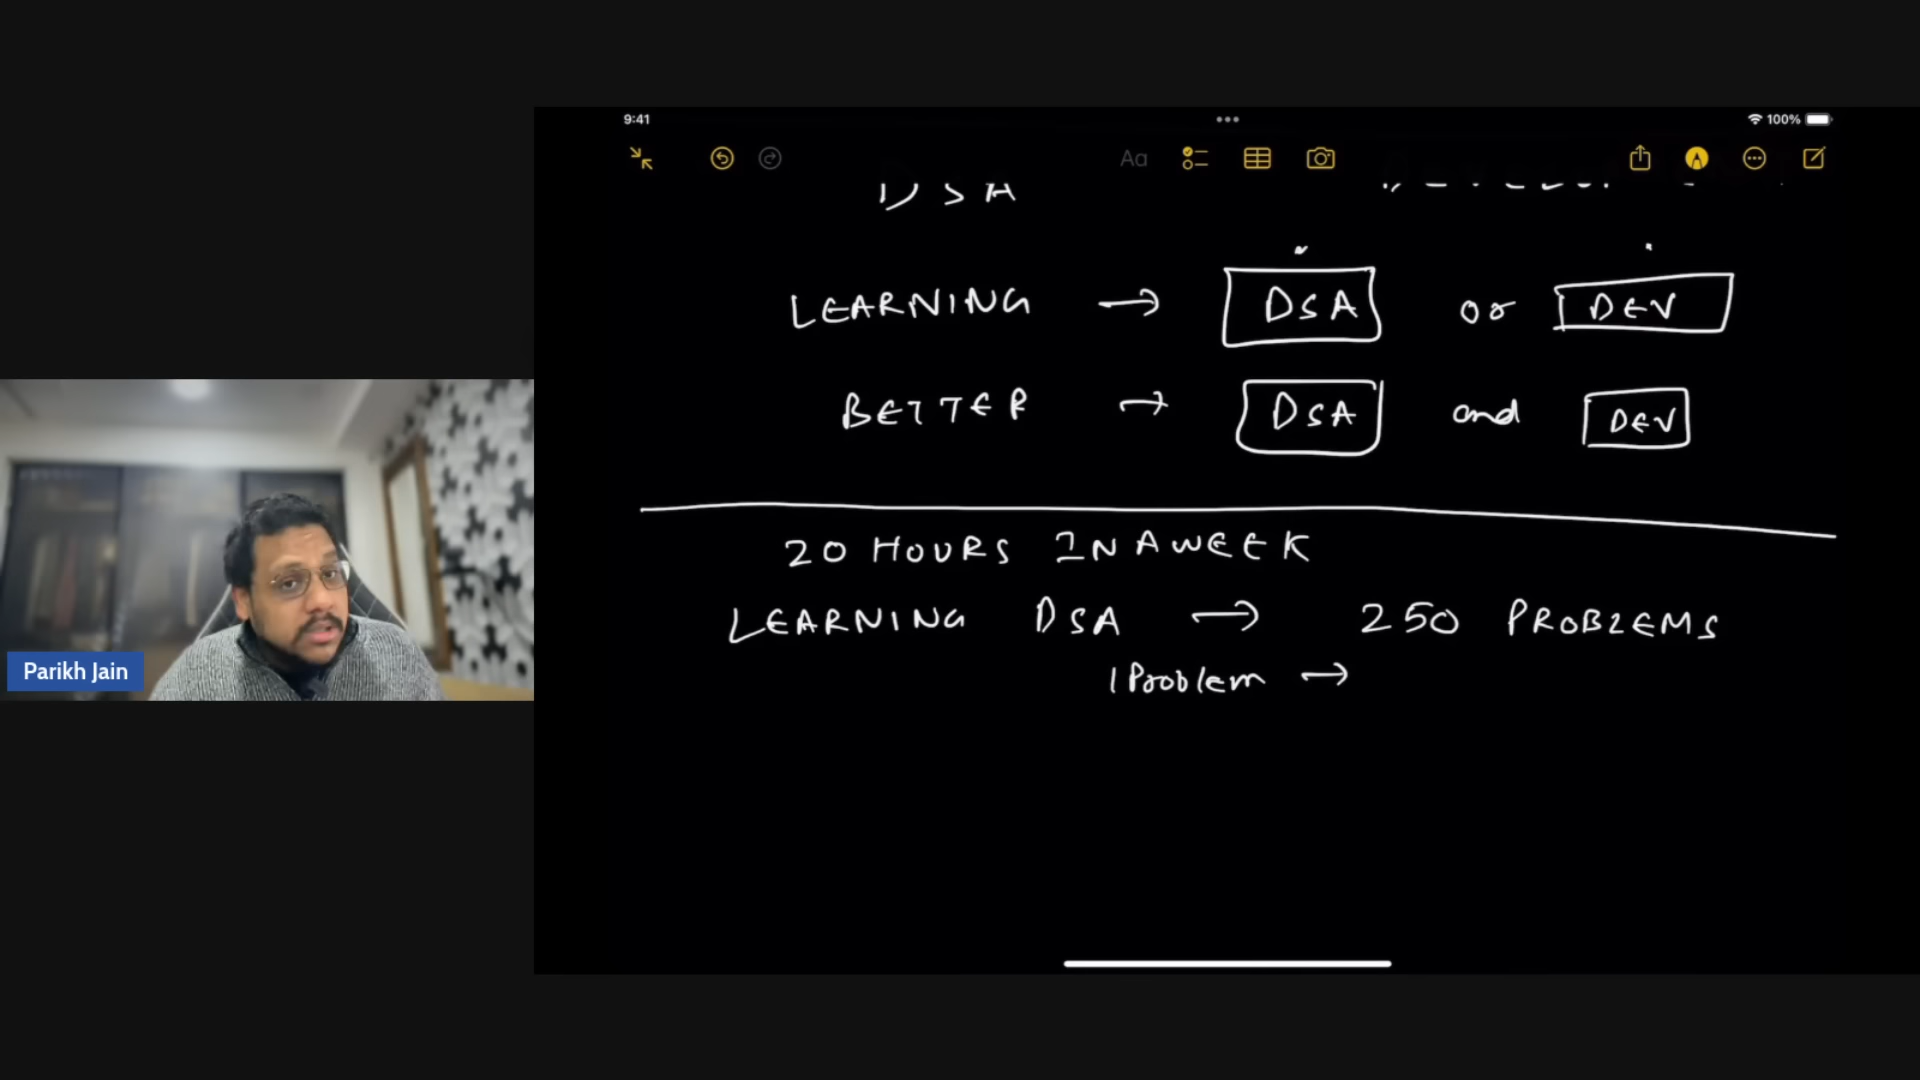 9:41
100%
Aa
DSA
LEARNING → DSA or DEV
BETTER → DSA and DEV
20 HOURS IN A WEEK
LEARNING DSA → 250 PROBLEMS
1 Problem →
Parikh Jain